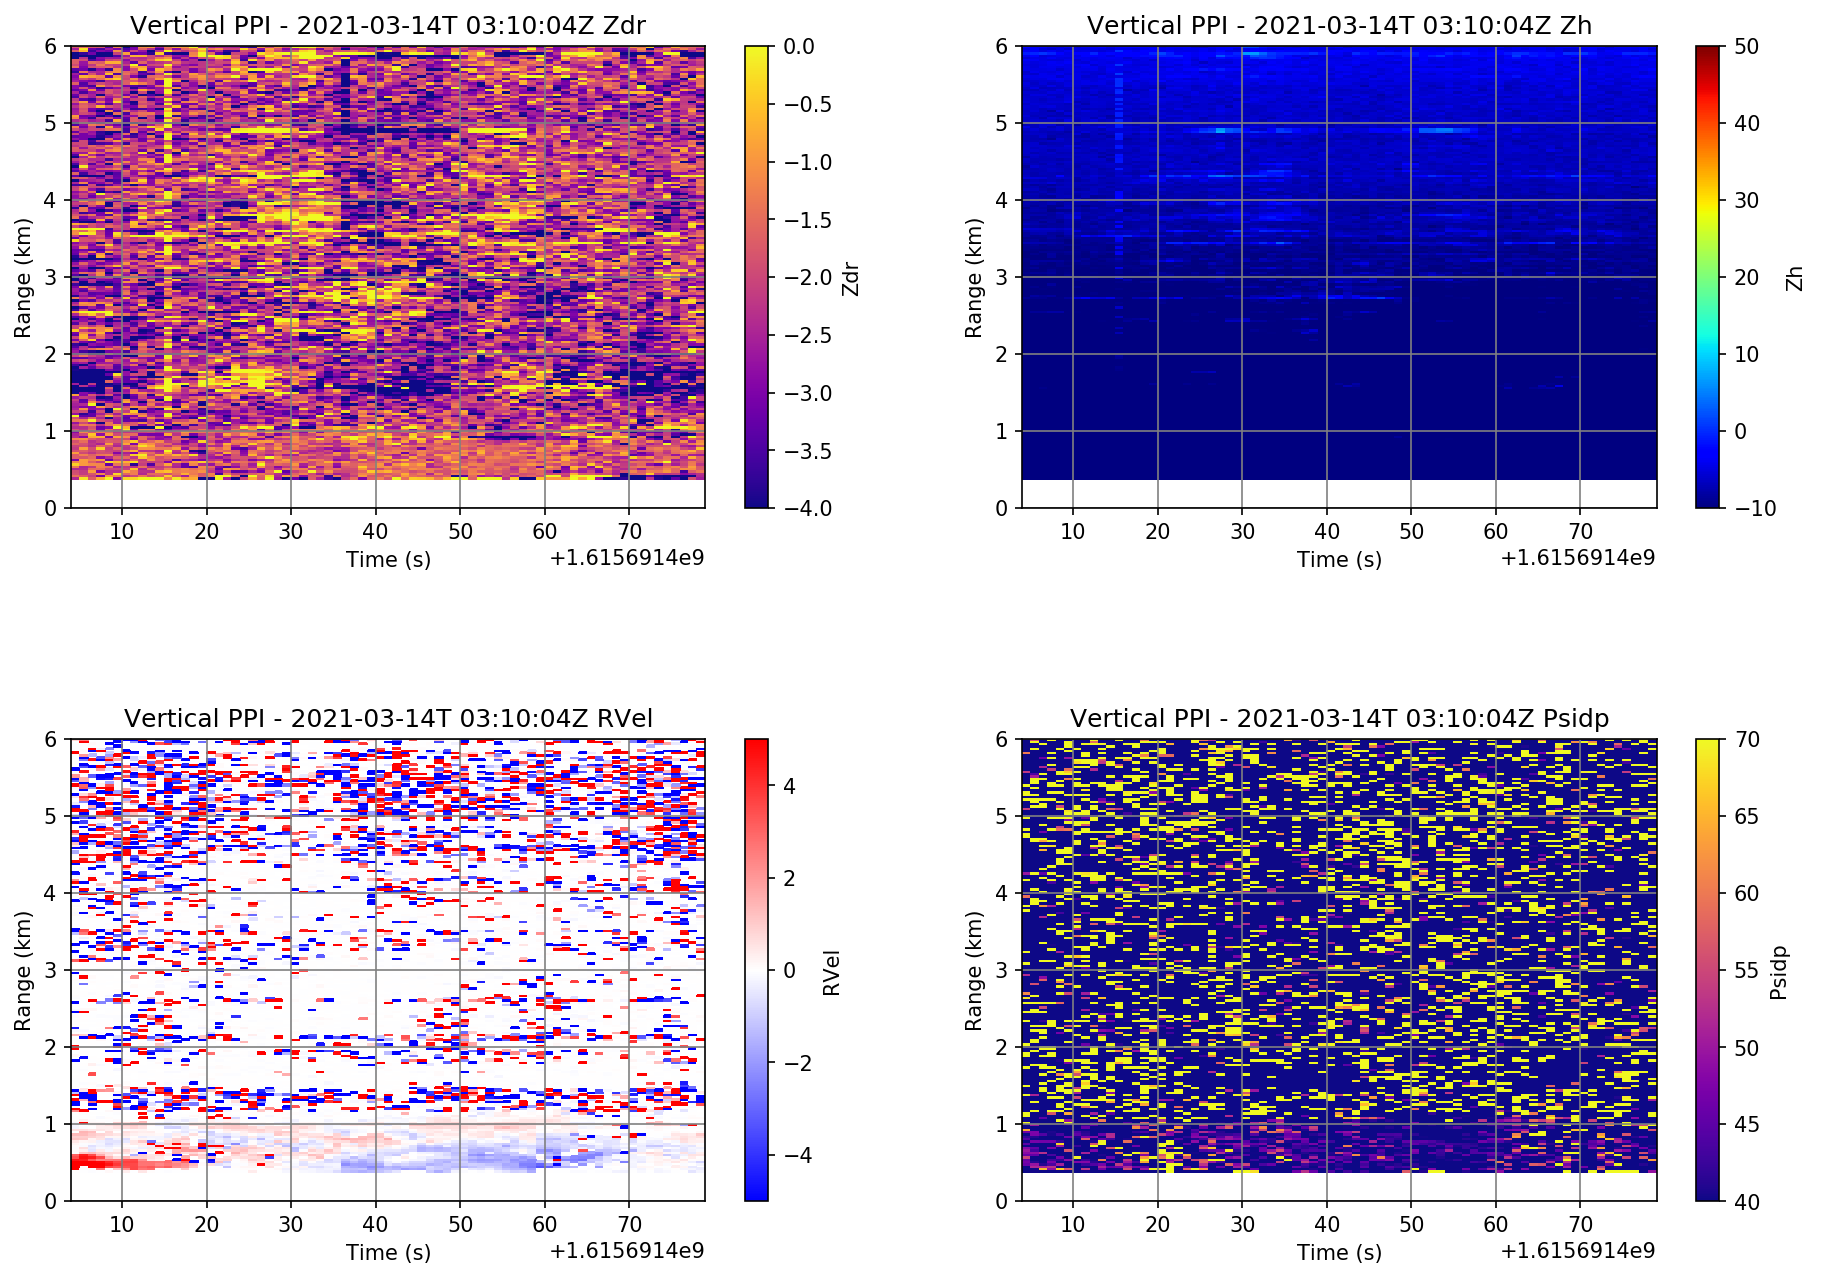 Vertical PPI - 2021-03-14T 03:10:04Z Zdr
6
5
4
3
2
1
0
Range (km)
10 20 30 40 50 60 70
Time (s)
+1.6156914e9
0.0
−0.5
−1.0
−1.5
−2.0
−2.5
−3.0
−3.5
−4.0
Zdr
Vertical PPI - 2021-03-14T 03:10:04Z Zh
6
5
4
3
2
1
0
Range (km)
10 20 30 40 50 60 70
Time (s)
+1.6156914e9
50
40
30
20
10
0
−10
Zh
Vertical PPI - 2021-03-14T 03:10:04Z RVel
6
5
4
3
2
1
0
Range (km)
10 20 30 40 50 60 70
Time (s)
+1.6156914e9
4
2
0
−2
−4
RVel
Vertical PPI - 2021-03-14T 03:10:04Z Psidp
6
5
4
3
2
1
0
Range (km)
10 20 30 40 50 60 70
Time (s)
+1.6156914e9
70
65
60
55
50
45
40
Psidp